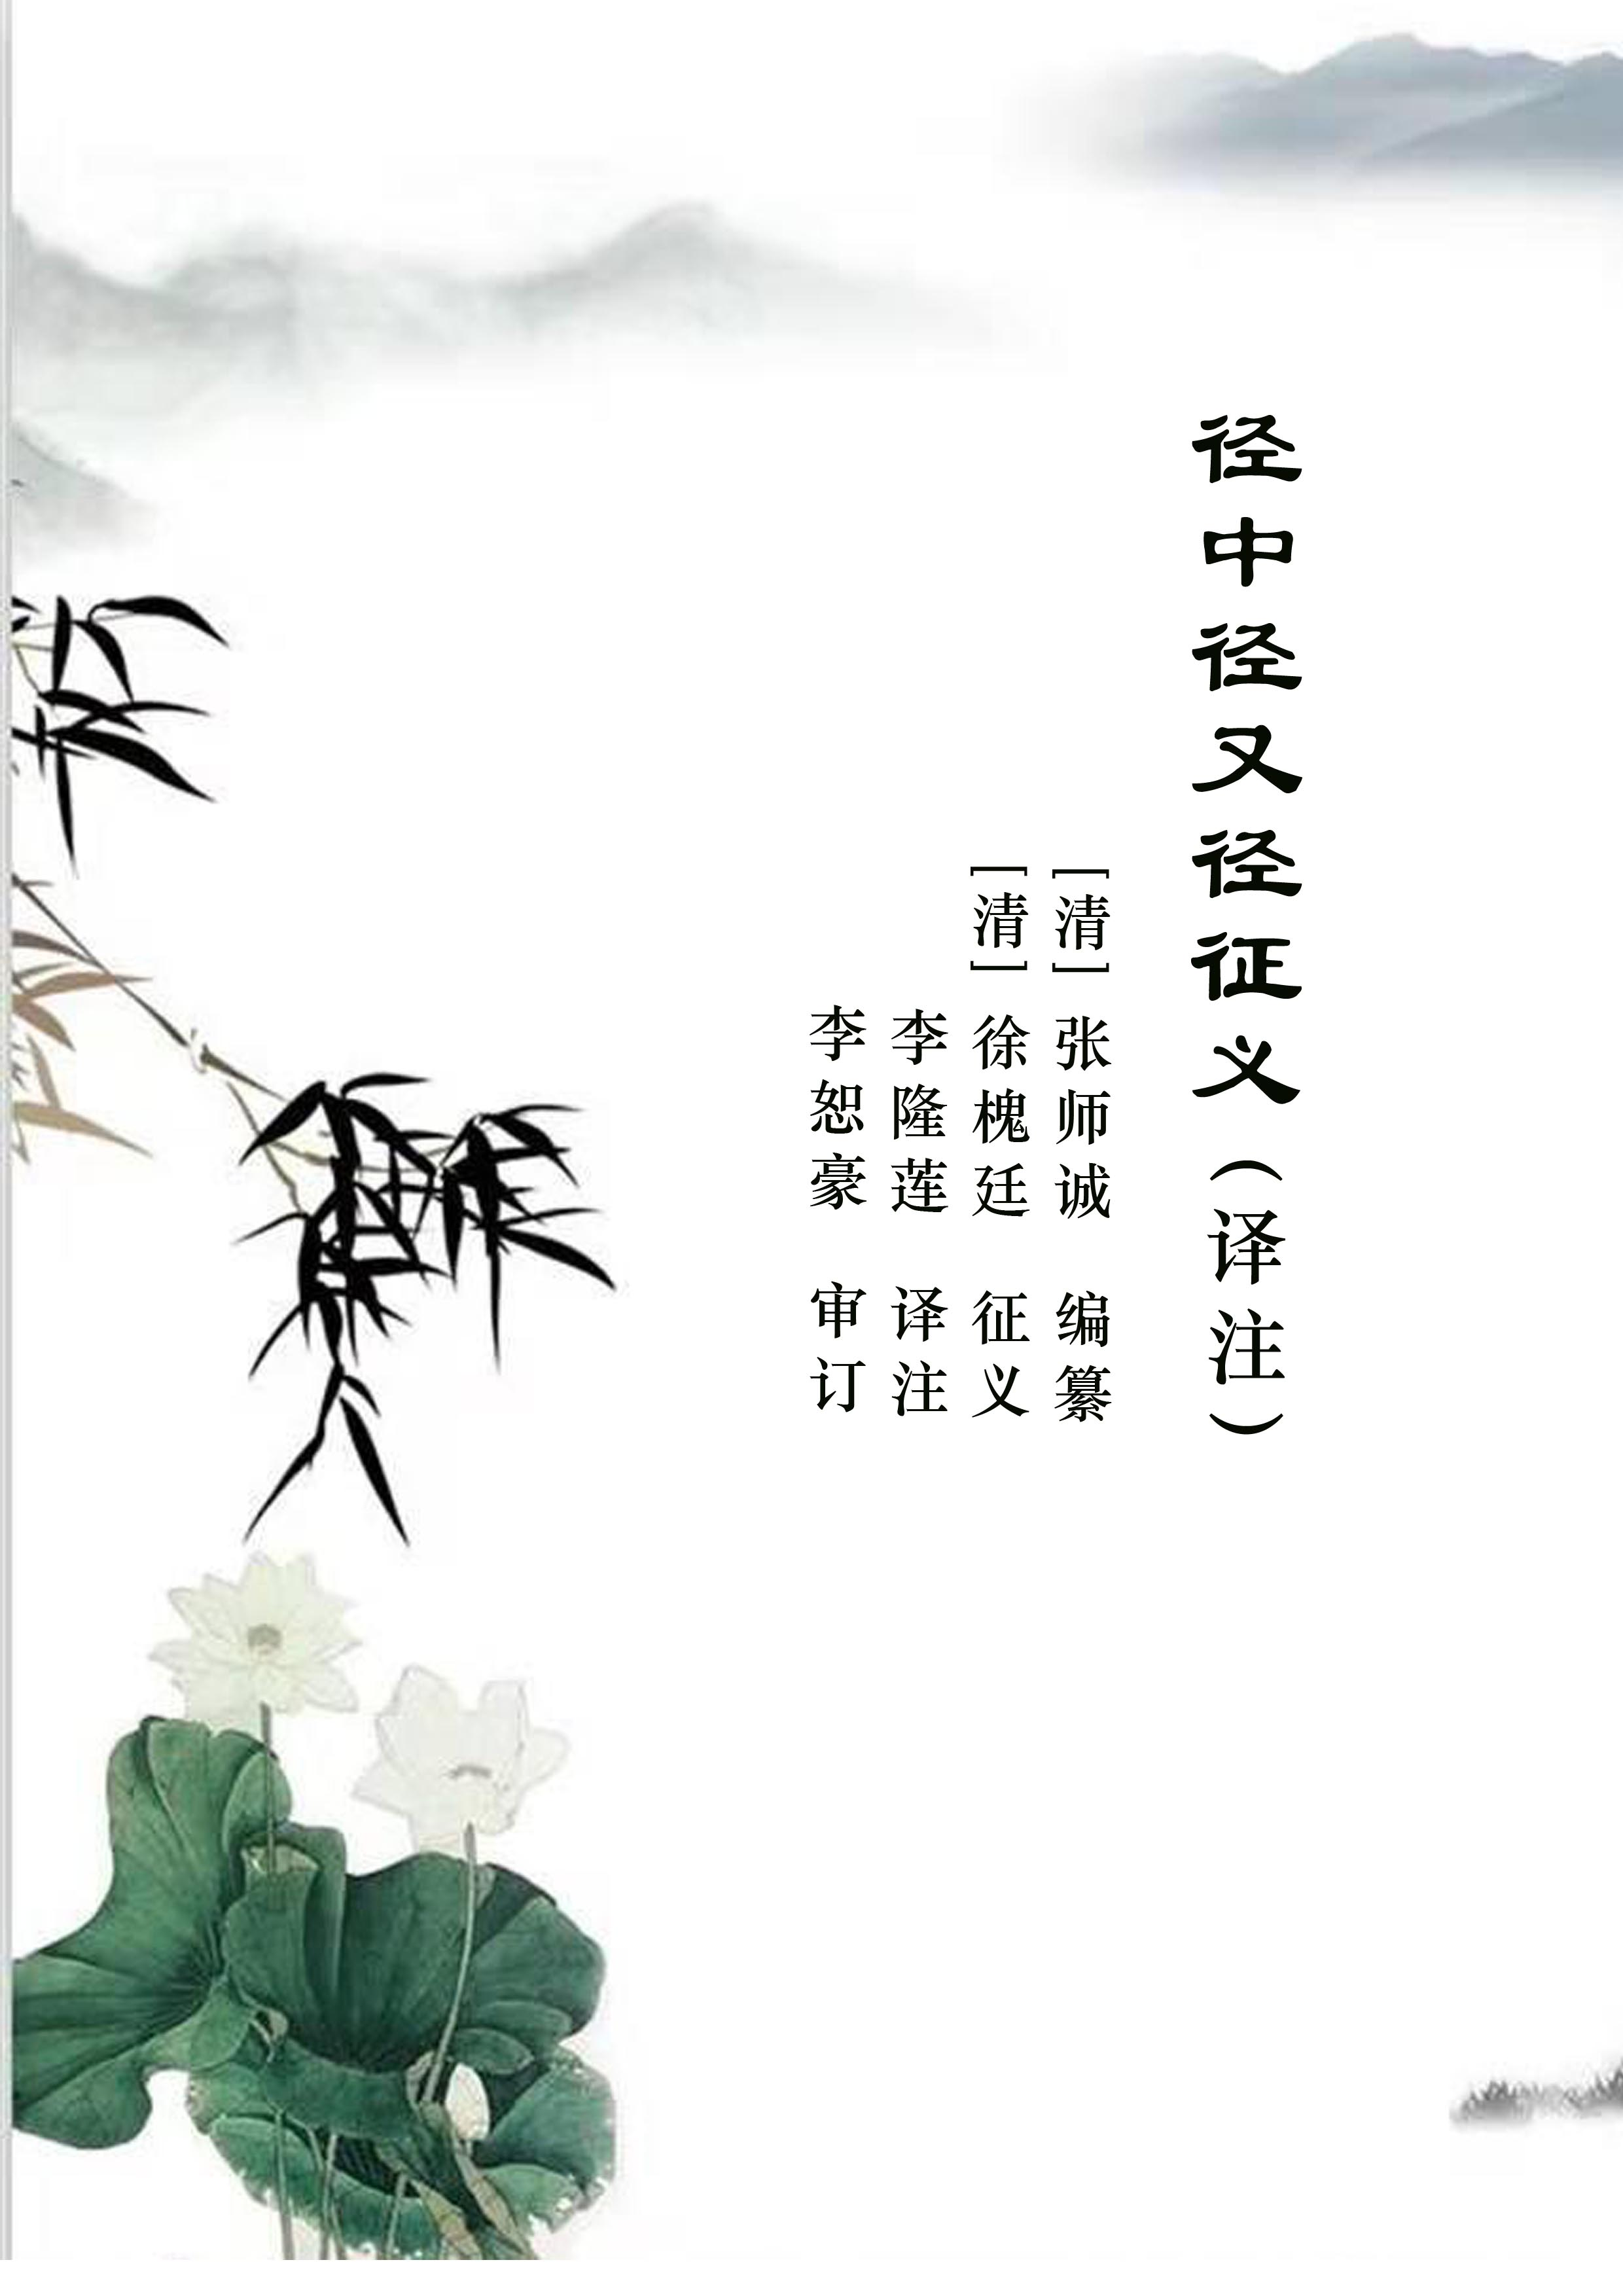 径中径又径征义（译注）
[清] 张师诚 编纂
[清] 徐槐廷 征义
李隆莲 译注
李恕豪 审订